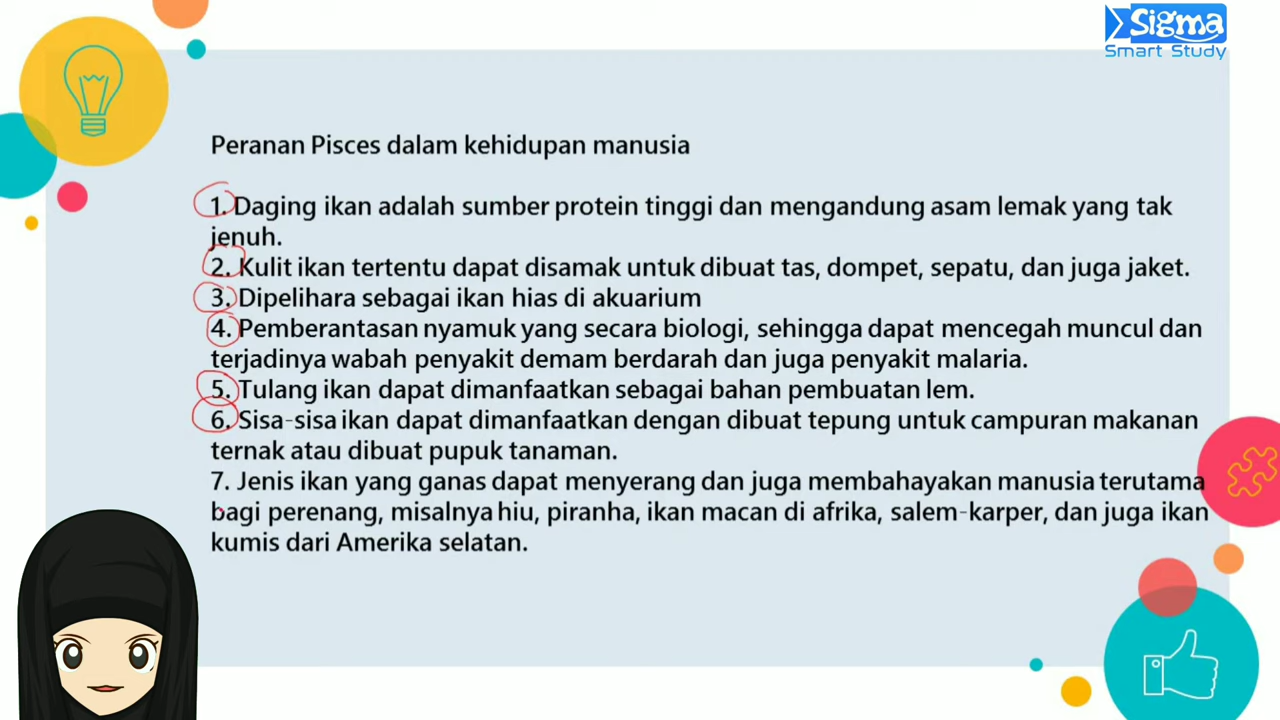 Sigma
Smart Study
Peranan Pisces dalam kehidupan manusia
1. Daging ikan adalah sumber protein tinggi dan mengandung asam lemak yang tak
jenuh.
2. Kulit ikan tertentu dapat disamak untuk dibuat tas, dompet, sepatu, dan juga jaket.
3. Dipelihara sebagai ikan hias di akuarium
4. Pemberantasan nyamuk yang secara biologi, sehingga dapat mencegah muncul dan
terjadinya wabah penyakit demam berdarah dan juga penyakit malaria.
5. Tulang ikan dapat dimanfaatkan sebagai bahan pembuatan lem.
6. Sisa-sisa ikan dapat dimanfaatkan dengan dibuat tepung untuk campuran makanan
ternak atau dibuat pupuk tanaman.
7. Jenis ikan yang ganas dapat menyerang dan juga membahayakan manusia terutama
bagi perenang, misalnya hiu, piranha, ikan macan di afrika, salem-karper, dan juga ikan
kumis dari Amerika selatan.